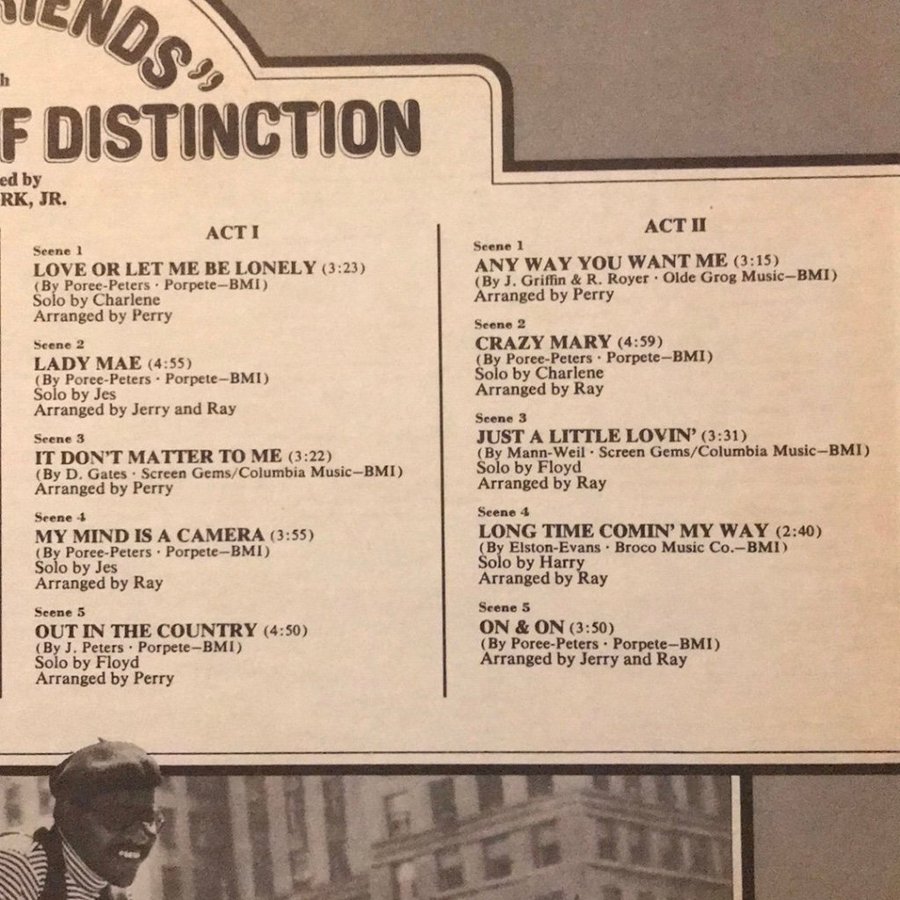 RIENDS"
h
F DISTINCTION
ed by
RK, JR.
ACT I
Scene 1
LOVE OR LET ME BE LONELY (3:23)
(By Poree-Peters · Porpete—BMI)
Solo by Charlene
Arranged by Perry
Scene 2
LADY MAE (4:55)
(By Poree-Peters · Porpete—BMI)
Solo by Jes
Arranged by Jerry and Ray
Scene 3
IT DON'T MATTER TO ME (3:22)
(By D. Gates · Screen Gems/Columbia Music—BMI)
Arranged by Perry
Scene 4
MY MIND IS A CAMERA (3:55)
(By Poree-Peters · Porpete—BMI)
Solo by Jes
Arranged by Ray
Scene 5
OUT IN THE COUNTRY (4:50)
(By J. Peters · Porpete—BMI)
Solo by Floyd
Arranged by Perry
ACT II
Scene 1
ANY WAY YOU WANT ME (3:15)
(By J. Griffin & R. Royer · Olde Grog Music—BMI)
Arranged by Perry
Scene 2
CRAZY MARY (4:59)
(By Poree-Peters · Porpete—BMI)
Solo by Charlene
Arranged by Ray
Scene 3
JUST A LITTLE LOVIN' (3:31)
(By Mann-Weil · Screen Gems/Columbia Music—BMI)
Solo by Floyd
Arranged by Ray
Scene 4
LONG TIME COMIN' MY WAY (2:40)
(By Elston-Evans · Broco Music Co.—BMI)
Solo by Harry
Arranged by Ray
Scene 5
ON & ON (3:50)
(By Poree-Peters · Porpete—BMI)
Arranged by Jerry and Ray